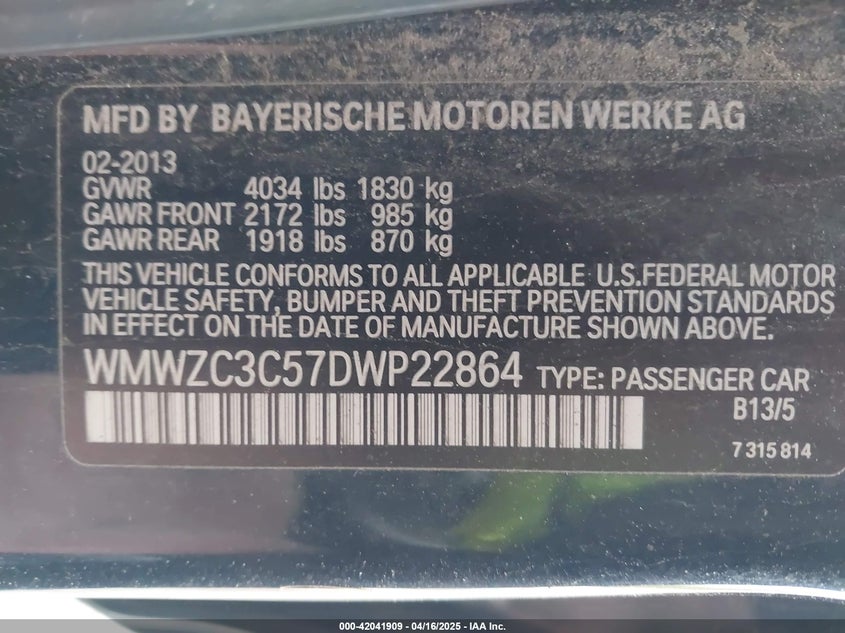 MFD BY BAYERISCHE MOTOREN WERKE AG
02-2013
GVWR 4034 lbs 1830 kg
GAWR FRONT 2172 lbs 985 kg
GAWR REAR 1918 lbs 870 kg
THIS VEHICLE CONFORMS TO ALL APPLICABLE U.S.FEDERAL MOTOR
VEHICLE SAFETY, BUMPER AND THEFT PREVENTION STANDARDS
IN EFFECT ON THE DATE OF MANUFACTURE SHOWN ABOVE.
WMWZC3C57DWP22864 TYPE: PASSENGER CAR
B13/5
7 315 814
000-42041909 - 04/16/2025 - IAA Inc.